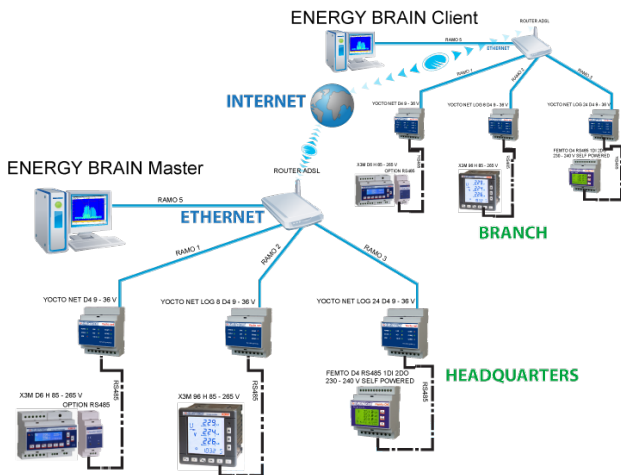 ENERGY BRAIN Client
ROUTER ADSL
RAMO 5
ETHERNET
RAMO 1
RAMO 2
RAMO 3
INTERNET
YOCTO NET D4 9 - 36 V
YOCTO NET LOG 8 D4 9 - 36 V
YOCTO NET LOG 24 D4 9 - 36 V
RS485
RS485
RS485
X3M D6 H 85 - 265 V
OPTION RS485
X3M 96 H 85 - 265 V
FEMTO D4 RS485 1DI 2DO
230 - 240 V SELF POWERED
BRANCH
ENERGY BRAIN Master
ROUTER ADSL
RAMO 5
ETHERNET
RAMO 1
RAMO 2
RAMO 3
YOCTO NET D4 9 - 36 V
YOCTO NET LOG 8 D4 9 - 36 V
YOCTO NET LOG 24 D4 9 - 36 V
RS485
RS485
RS485
X3M D6 H 85 - 265 V
OPTION RS485
X3M 96 H 85 - 265 V
FEMTO D4 RS485 1DI 2DO
230 - 240 V SELF POWERED
HEADQUARTERS